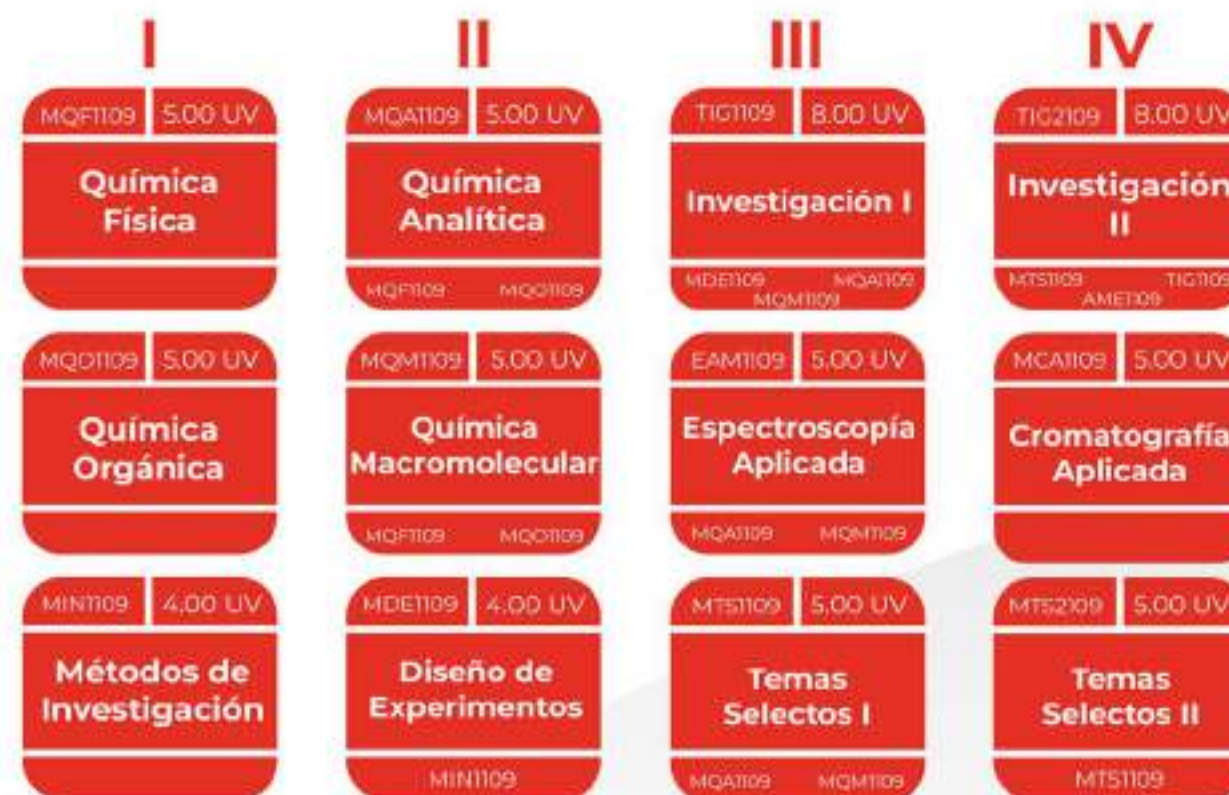 I II III IV
MQF1109 5.00 UV
Química
Física
MQA1109 5.00 UV
Química
Analítica
MQF1109 MQO1109
TIG1109 8.00 UV
Investigación I
MDE1109 MQA1109
MQM1109
TIG2109 8.00 UV
Investigación
II
MTS1109 TIG1109
AME1109
MQO1109 5.00 UV
Química
Orgánica
MQM1109 5.00 UV
Química
Macromolecular
MQF1109 MQO1109
EAM1109 5.00 UV
Espectroscopía
Aplicada
MQA1109 MQM1109
MCA1109 5.00 UV
Cromatografía
Aplicada
MIN1109 4.00 UV
Métodos de
Investigación
MDE1109 4.00 UV
Diseño de
Experimentos
MIN1109
MTS1109 5.00 UV
Temas
Selectos I
MQA1109 MQM1109
MTS2109 5.00 UV
Temas
Selectos II
MTS1109